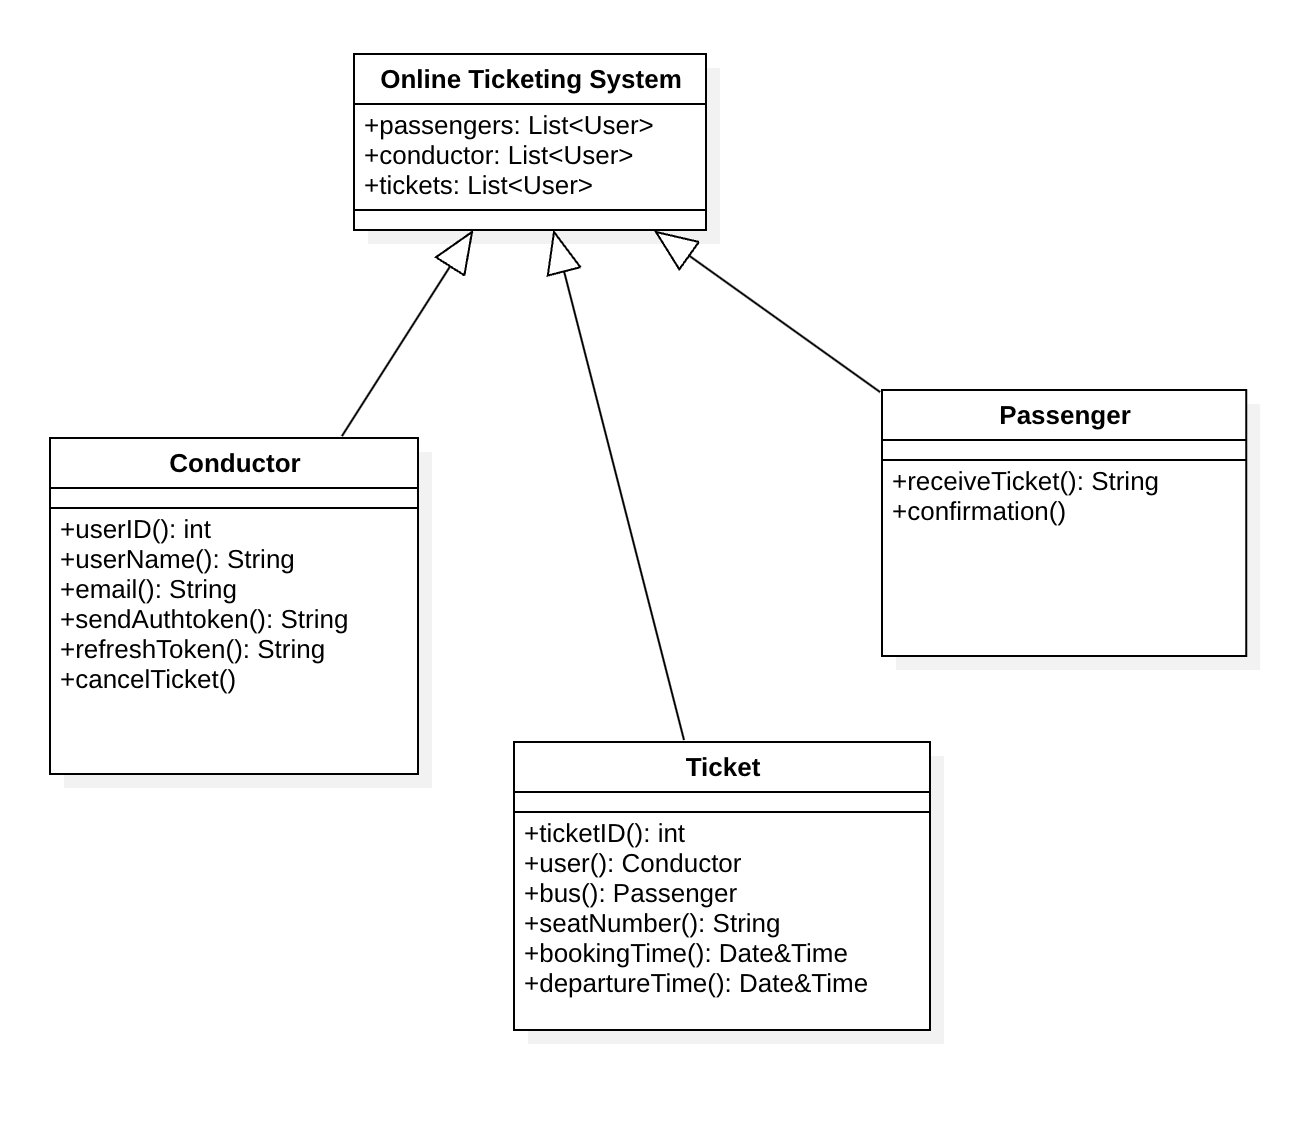 Online Ticketing System
+passengers: List<User>
+conductor: List<User>
+tickets: List<User>
Conductor
+userID(): int
+userName(): String
+email(): String
+sendAuthtoken(): String
+refreshToken(): String
+cancelTicket()
Passenger
+receiveTicket(): String
+confirmation()
Ticket
+ticketID(): int
+user(): Conductor
+bus(): Passenger
+seatNumber(): String
+bookingTime(): Date&Time
+departureTime(): Date&Time